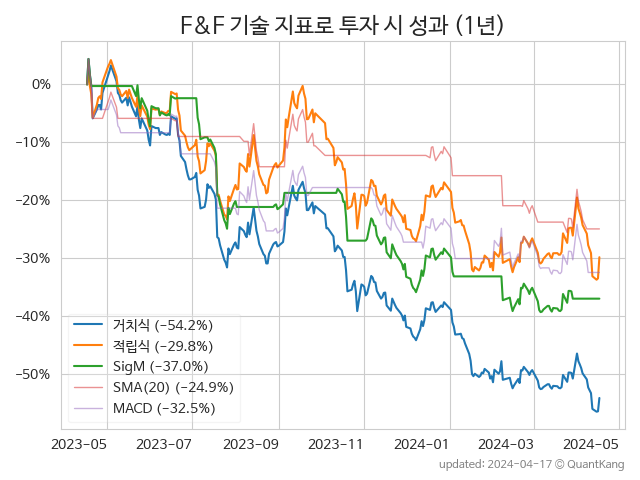 F&F 기술 지표로 투자 시 성과 (1년)
0%
−10%
−20%
−30%
−40%
−50%
거치식 (−54.2%)
적립식 (−29.8%)
SigM (−37.0%)
SMA(20) (−24.9%)
MACD (−32.5%)
2023-05 2023-07 2023-09 2023-11 2024-01 2024-03 2024-05
updated: 2024-04-17 © QuantKang